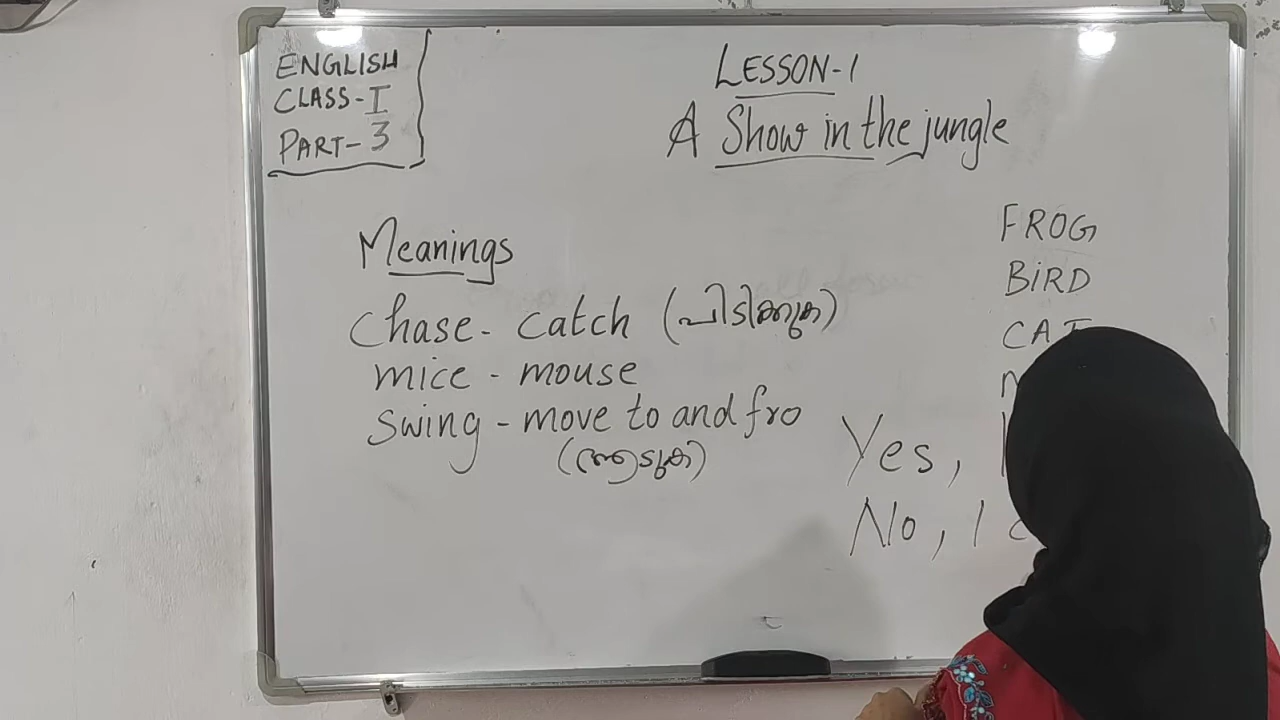 ENGLISH
CLASS-I
PART-3
LESSON-1
A Show in the jungle
Meanings
Chase - catch (പിടിക്കുക)
mice - mouse
swing - move to and fro
(ആടുക)
FROG
BiRD
CAT
Yes,
No, I